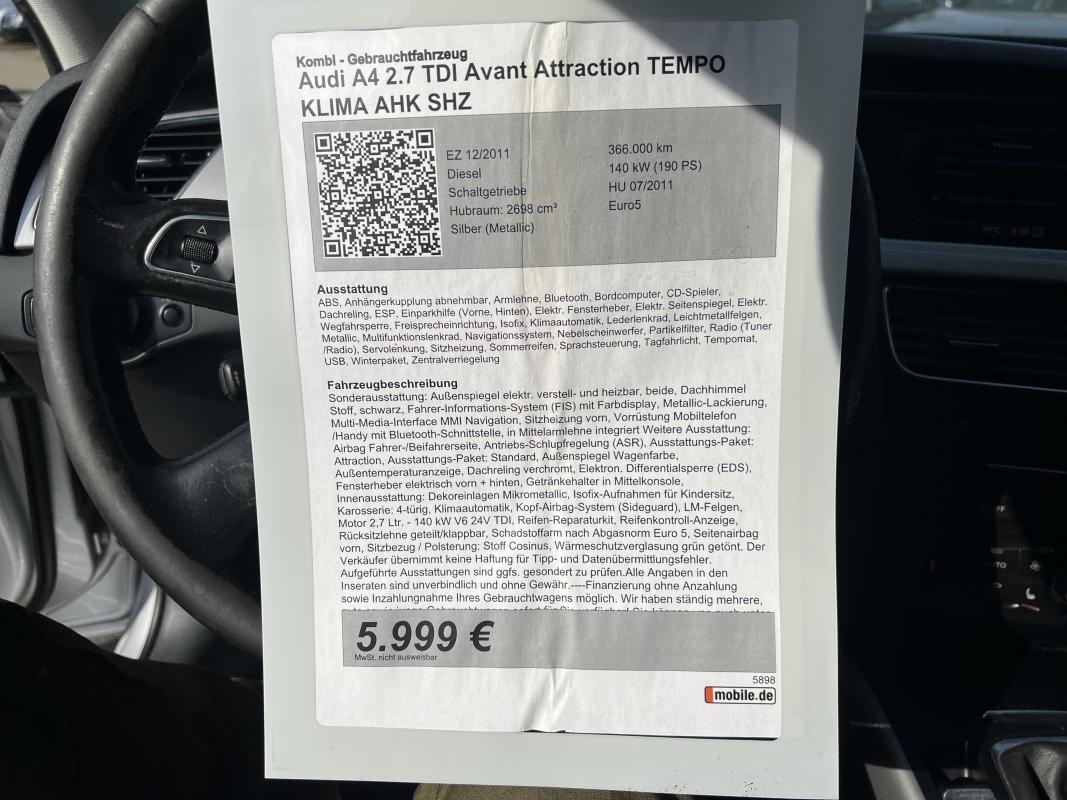 Kombi - Gebrauchtfahrzeug
Audi A4 2.7 TDI Avant Attraction TEMPO
KLIMA AHK SHZ
EZ 12/2011
Diesel
Schaltgetriebe
Hubraum: 2698 cm³
Silber (Metallic)
366.000 km
140 kW (190 PS)
HU 07/2011
Euro5
Ausstattung
ABS, Anhängerkupplung abnehmbar, Armlehne, Bluetooth, Bordcomputer, CD-Spieler,
Dachreling, ESP, Einparkhilfe (Vorne, Hinten), Elektr. Fensterheber, Elektr. Seitenspiegel, Elektr.
Wegfahrsperre, Freisprecheinrichtung, Isofix, Klimaautomatik, Lederlenkrad, Leichtmetallfelgen,
Metallic, Multifunktionslenkrad, Navigationssystem, Nebelscheinwerfer, Partikelfilter, Radio (Tuner
/Radio), Servolenkung, Sitzheizung, Sommerreifen, Sprachsteuerung, Tagfahrlicht, Tempomat,
USB, Winterpaket, Zentralverriegelung
Fahrzeugbeschreibung
Sonderausstattung: Außenspiegel elektr. verstell- und heizbar, beide, Dachhimmel
Stoff, schwarz, Fahrer-Informations-System (FIS) mit Farbdisplay, Metallic-Lackierung,
Multi-Media-Interface MMI Navigation, Sitzheizung vorn, Vorrüstung Mobiltelefon
/Handy mit Bluetooth-Schnittstelle, in Mittelarmlehne integriert Weitere Ausstattung:
Airbag Fahrer-/Beifahrerseite, Antriebs-Schlupfregelung (ASR), Ausstattungs-Paket:
Attraction, Ausstattungs-Paket: Standard, Außenspiegel Wagenfarbe,
Außentemperaturanzeige, Dachreling verchromt, Elektron. Differentialsperre (EDS),
Fensterheber elektrisch vorn + hinten, Getränkehalter in Mittelkonsole,
Innenausstattung: Dekoreinlagen Mikrometallic, Isofix-Aufnahmen für Kindersitz,
Karosserie: 4-türig, Klimaautomatik, Kopf-Airbag-System (Sideguard), LM-Felgen,
Motor 2,7 Ltr. - 140 kW V6 24V TDI, Reifen-Reparaturkit, Reifenkontroll-Anzeige,
Rücksitzlehne geteilt/klappbar, Schadstoffarm nach Abgasnorm Euro 5, Seitenairbag
vorn, Sitzbezug / Polsterung: Stoff Cosinus, Wärmeschutzverglasung grün getönt. Der
Verkäufer übernimmt keine Haftung für Tipp- und Datenübermittlungsfehler.
Aufgeführte Ausstattungen sind ggfs. gesondert zu prüfen.Alle Angaben in den
Inseraten sind unverbindlich und ohne Gewähr.----Finanzierung ohne Anzahlung
sowie Inzahlungnahme Ihres Gebrauchtwagens möglich. Wir haben ständig mehrere,
5.999 €
MwSt. nicht ausweisbar
5898
mobile.de